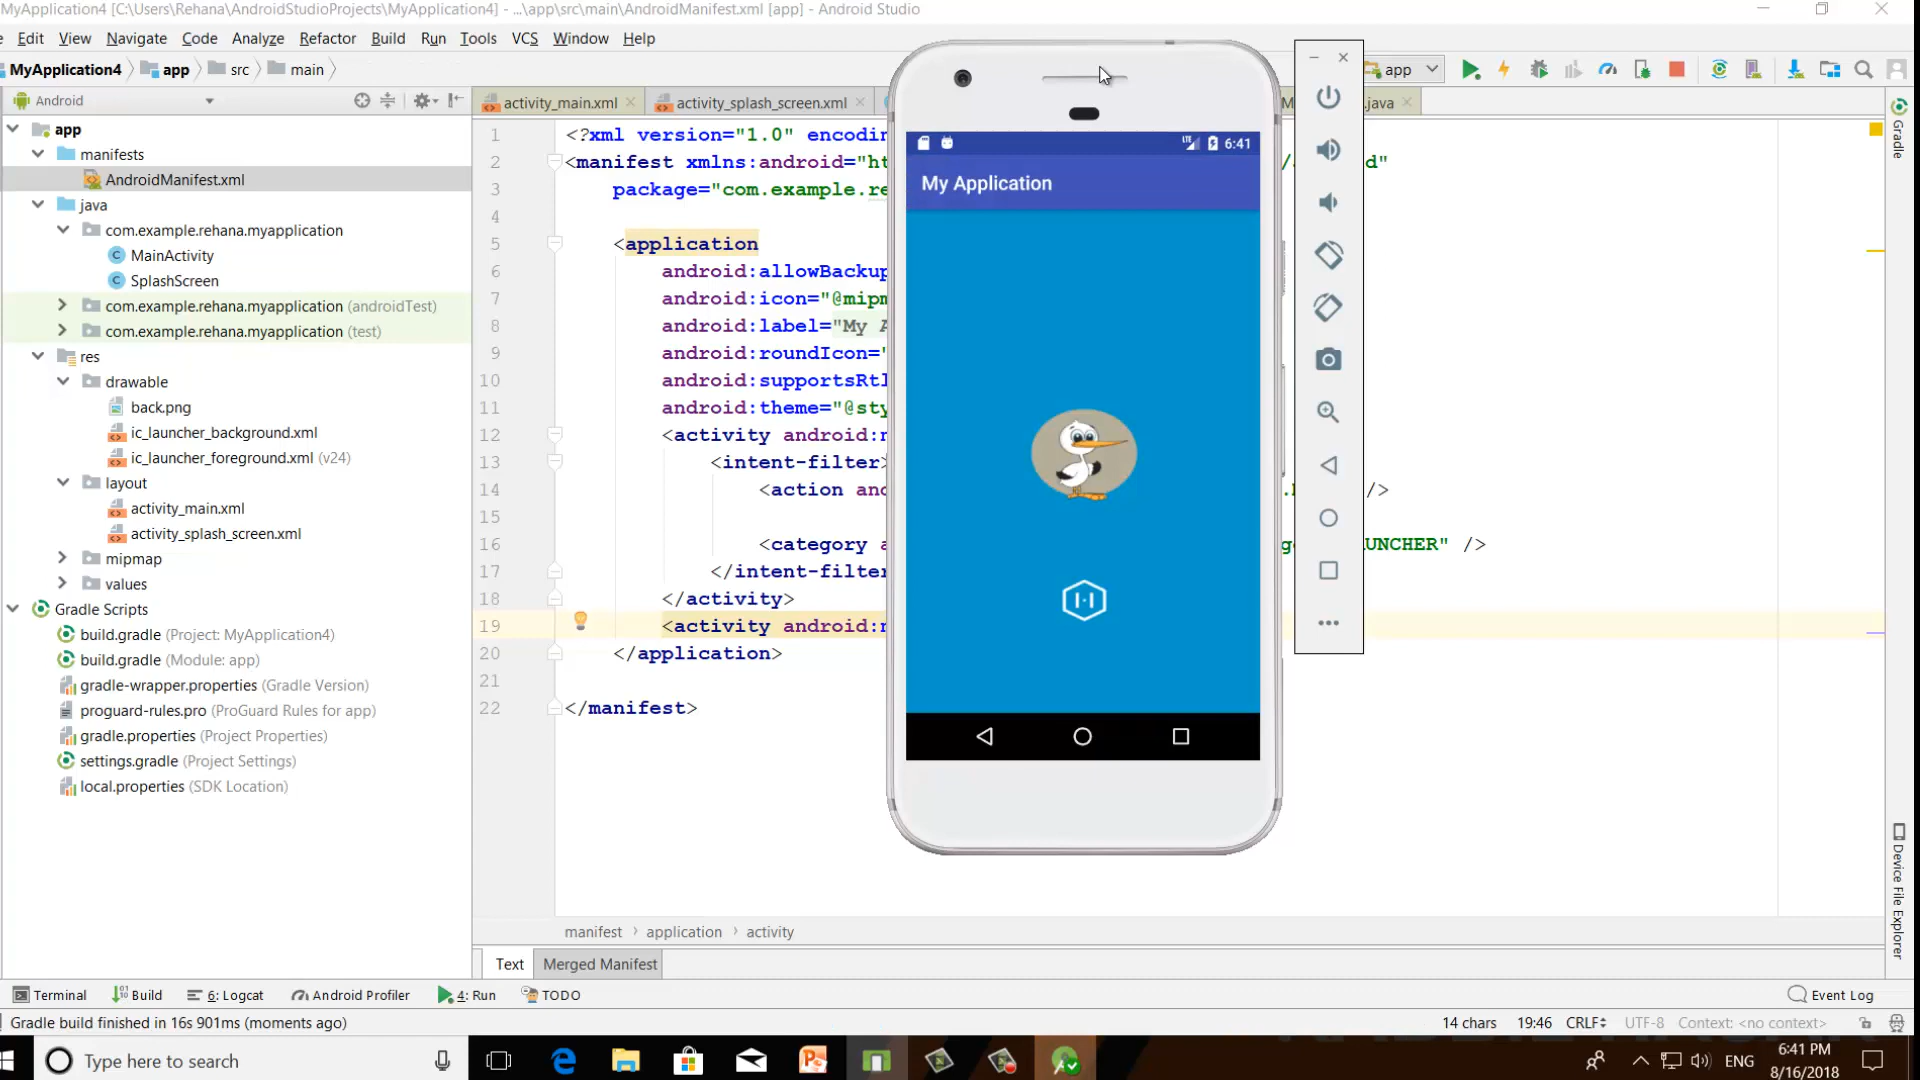 MyApplication4 [C:\Users\Rehana\AndroidStudioProjects\MyApplication4] - ...\app\src\main\AndroidManifest.xml [app] - Android Studio
Edit View Navigate Code Analyze Refactor Build Run Tools VCS Window Help
MyApplication4 app src main
app
Android
activity_main.xml
activity_splash_screen.xml
.java
app
manifests
AndroidManifest.xml
java
com.example.rehana.myapplication
MainActivity
SplashScreen
com.example.rehana.myapplication (androidTest)
com.example.rehana.myapplication (test)
res
drawable
back.png
ic_launcher_background.xml
ic_launcher_foreground.xml (v24)
layout
activity_main.xml
activity_splash_screen.xml
mipmap
values
Gradle Scripts
build.gradle (Project: MyApplication4)
build.gradle (Module: app)
gradle-wrapper.properties (Gradle Version)
proguard-rules.pro (ProGuard Rules for app)
gradle.properties (Project Properties)
settings.gradle (Project Settings)
local.properties (SDK Location)
1 <?xml version="1.0" encodin
2 <manifest xmlns:android="ht d"
3 package="com.example.re
4
5 <application
6 android:allowBackup
7 android:icon="@mipm
8 android:label="My A
9 android:roundIcon="
10 android:supportsRtl
11 android:theme="@sty
12 <activity android:n
13 <intent-filter>
14 <action and />
15
16 <category a UNCHER" />
17 </intent-filter
18 </activity>
19 <activity android:n
20 </application>
21
22 </manifest>
LTE 6:41
My Application
Gradle
Device File Explorer
manifest application activity
Text Merged Manifest
Terminal Build 6: Logcat Android Profiler 4: Run TODO Event Log
Gradle build finished in 16s 901ms (moments ago) 14 chars 19:46 CRLF UTF-8 Context: <no context>
Type here to search ENG 6:41 PM
8/16/2018